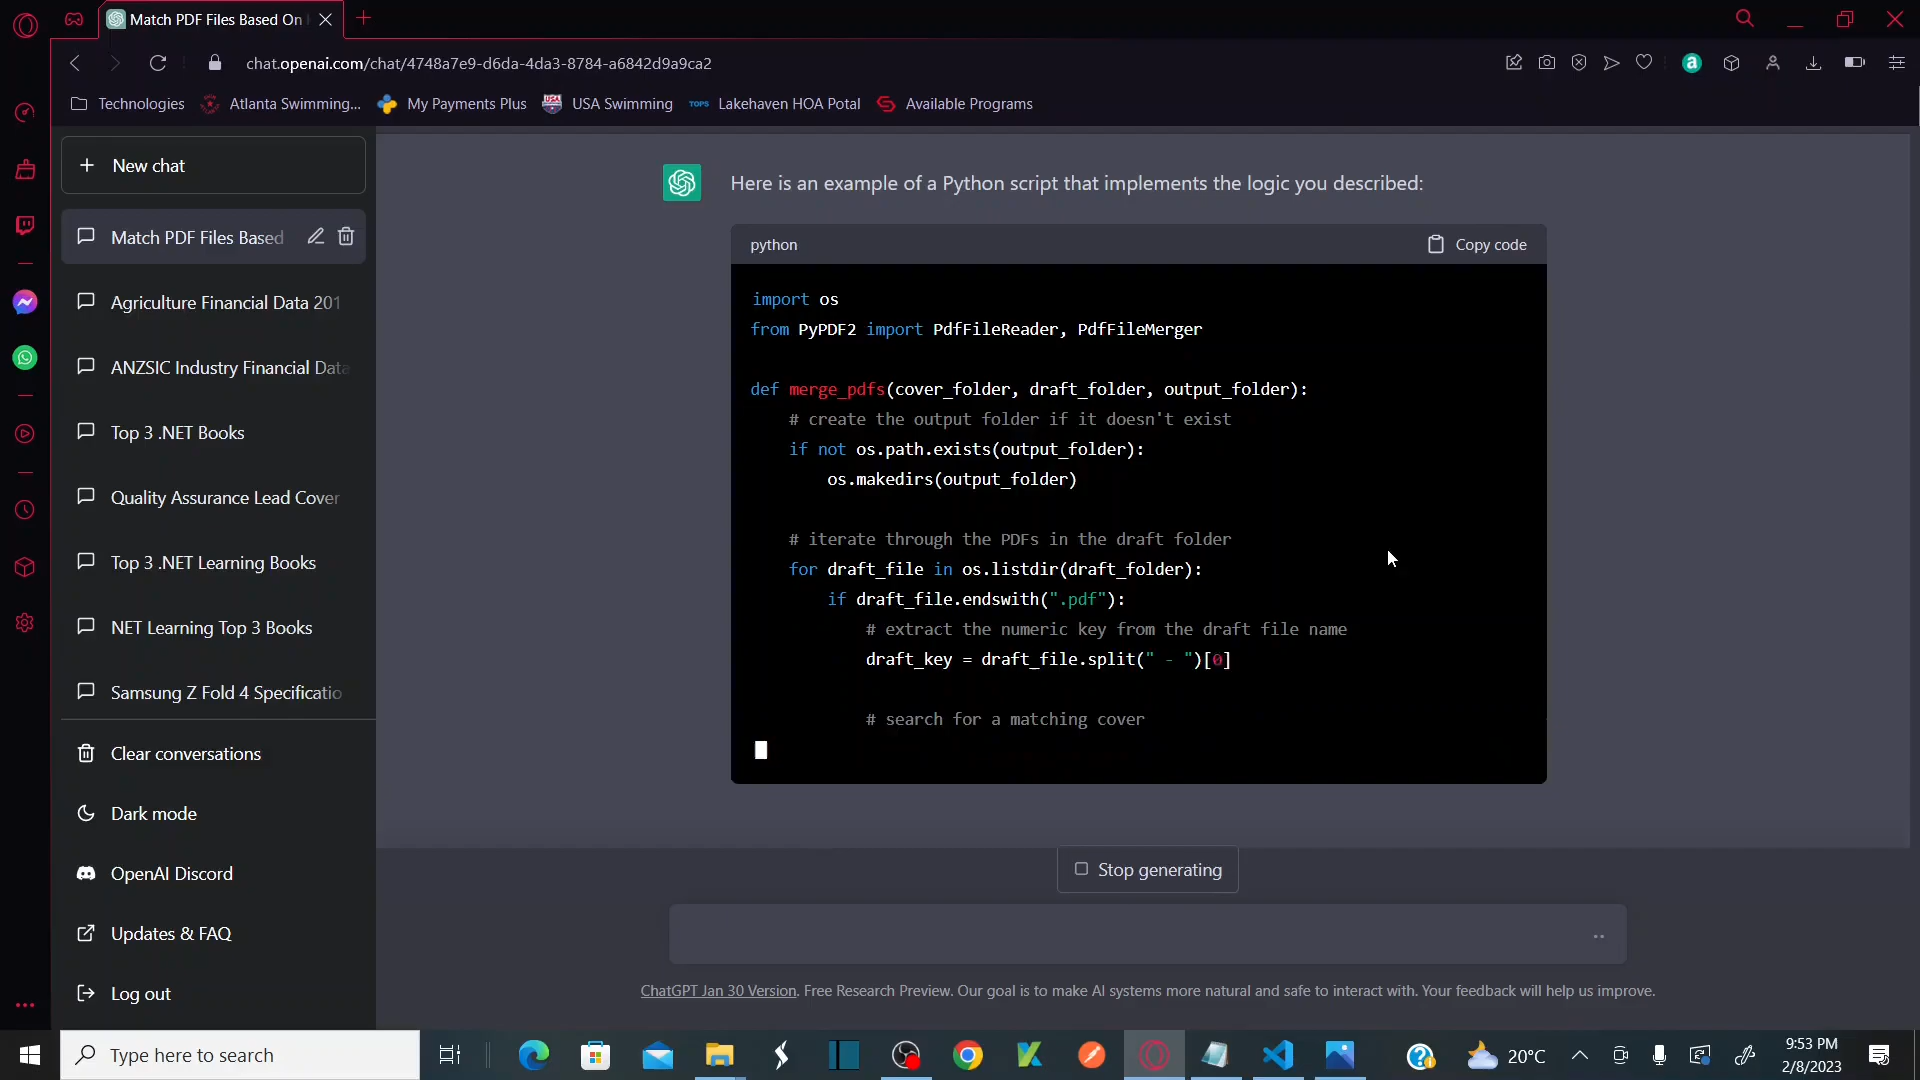 Match PDF Files Based On
chat.openai.com/chat/4748a7e9-d6da-4da3-8784-a6842d9a9ca2
Technologies
Atlanta Swimming...
My Payments Plus
USA Swimming
TOPS
Lakehaven HOA Potal
Available Programs
New chat
Match PDF Files Based
Agriculture Financial Data 201
ANZSIC Industry Financial Data
Top 3 .NET Books
Quality Assurance Lead Cover
Top 3 .NET Learning Books
NET Learning Top 3 Books
Samsung Z Fold 4 Specificatio
Clear conversations
Dark mode
OpenAI Discord
Updates & FAQ
Log out
Here is an example of a Python script that implements the logic you described:
python
Copy code
import os
from PyPDF2 import PdfFileReader, PdfFileMerger
def merge_pdfs(cover_folder, draft_folder, output_folder):
# create the output folder if it doesn't exist
if not os.path.exists(output_folder):
os.makedirs(output_folder)
# iterate through the PDFs in the draft folder
for draft_file in os.listdir(draft_folder):
if draft_file.endswith(".pdf"):
# extract the numeric key from the draft file name
draft_key = draft_file.split(" - ")[0]
# search for a matching cover
Stop generating
ChatGPT Jan 30 Version. Free Research Preview. Our goal is to make AI systems more natural and safe to interact with. Your feedback will help us improve.
Type here to search
20°C
9:53 PM
2/8/2023